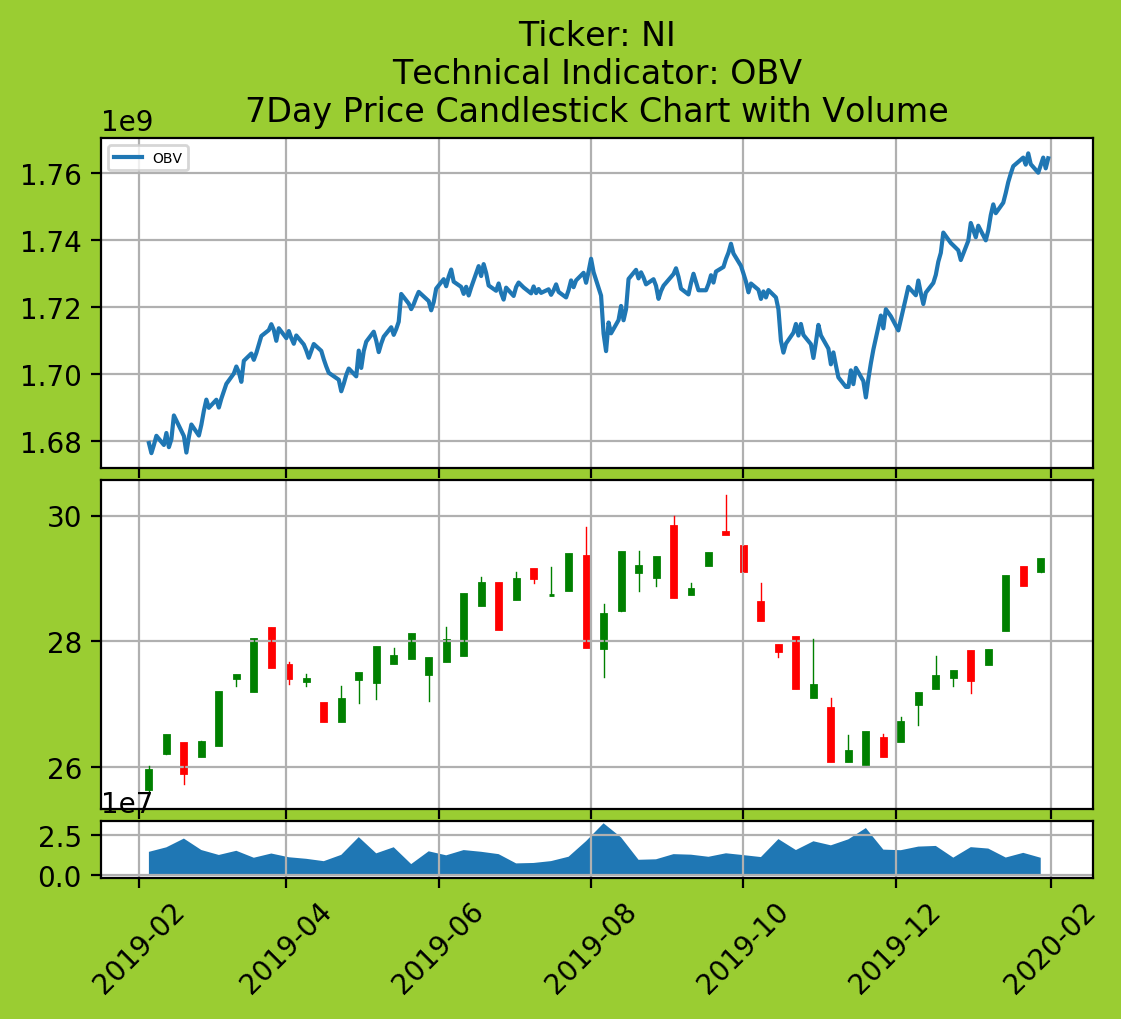 Ticker: NI
Technical Indicator: OBV
7Day Price Candlestick Chart with Volume
1e9
OBV
1.76
1.74
1.72
1.70
1.68
30
28
26
1e7
2.5
0.0
2019-02
2019-04
2019-06
2019-08
2019-10
2019-12
2020-02